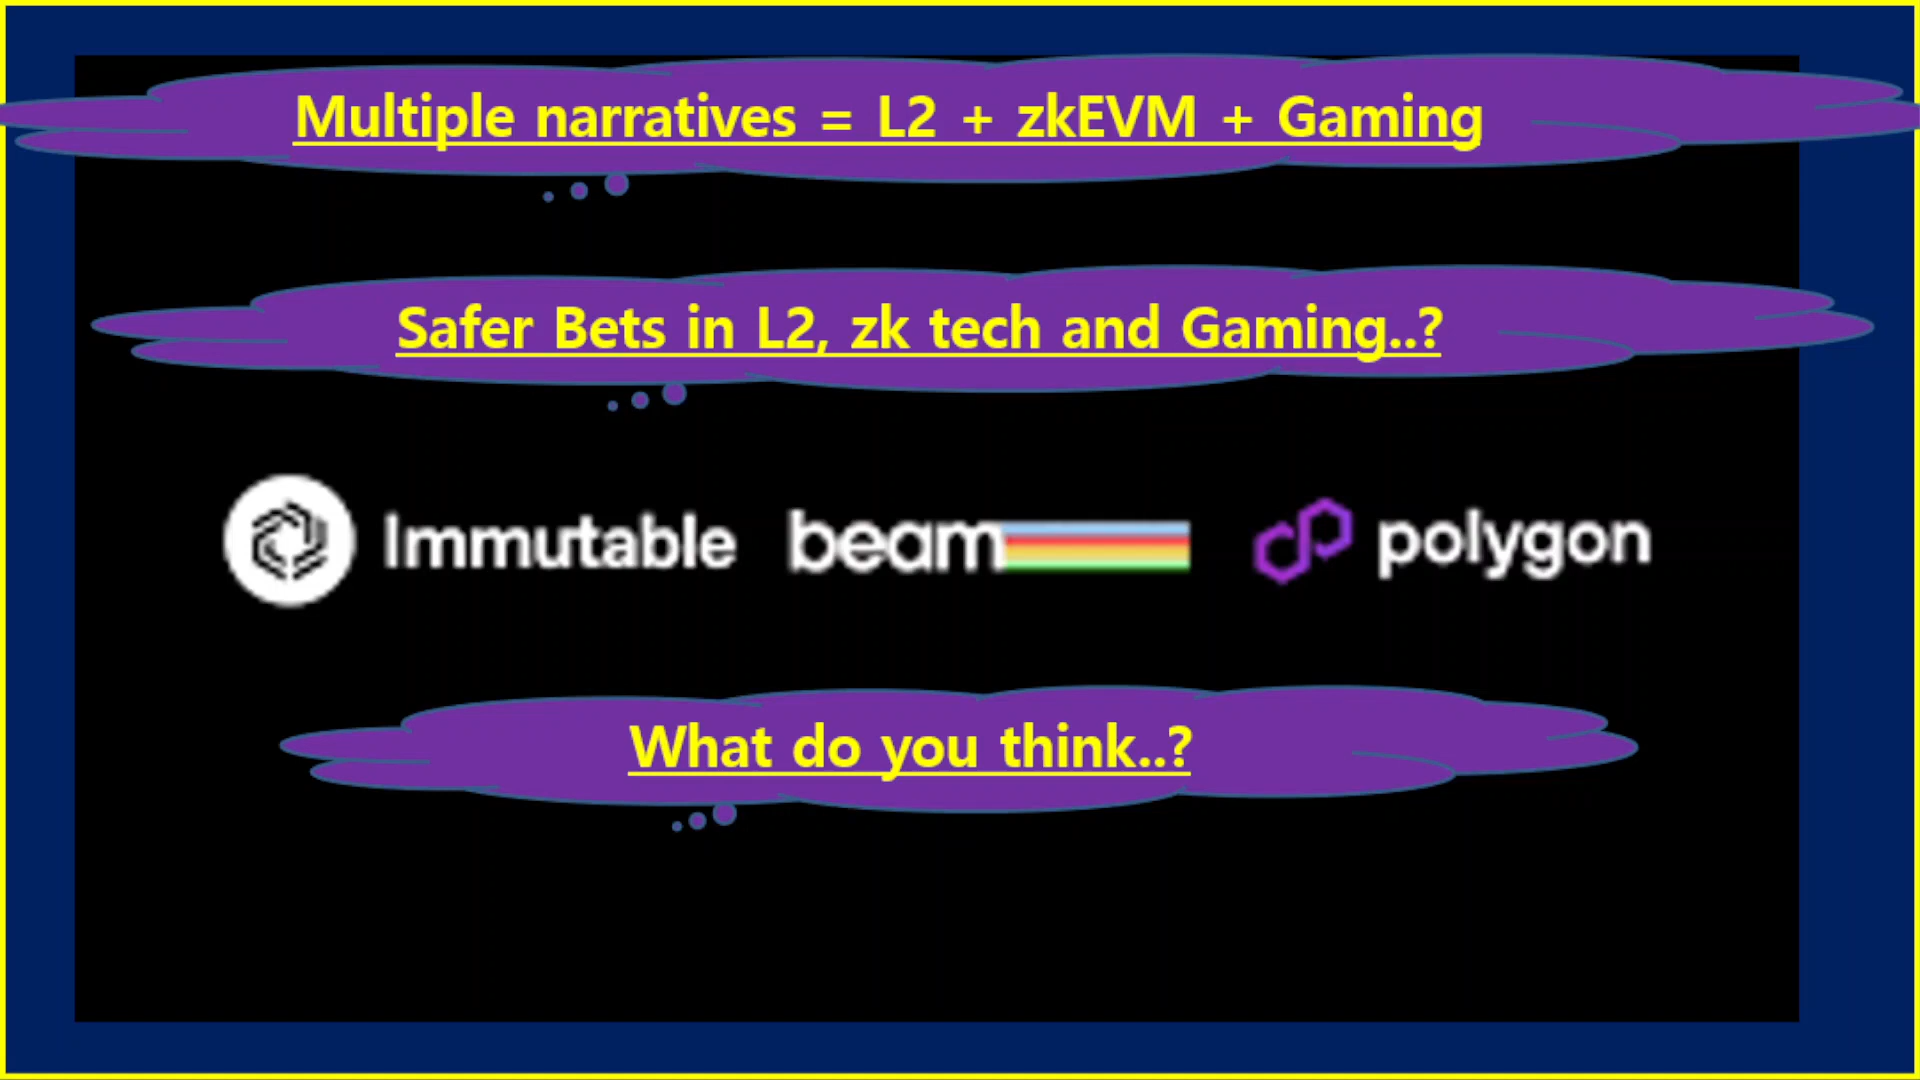 Multiple narratives = L2 + zkEVM + Gaming
Safer Bets in L2, zk tech and Gaming..?
Immutable beam polygon
What do you think..?